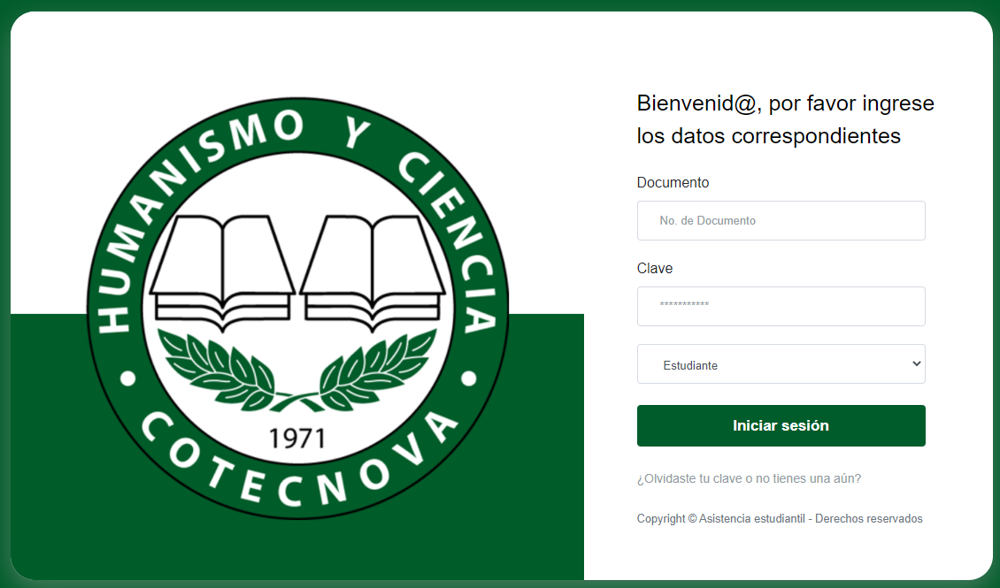 HUMANISMO Y CIENCIA
1971
COTECNOVA
Bienvenid@, por favor ingrese
los datos correspondientes
Documento
No. de Documento
Clave
***********
Estudiante
Iniciar sesión
¿Olvidaste tu clave o no tienes una aún?
Copyright © Asistencia estudiantil - Derechos reservados